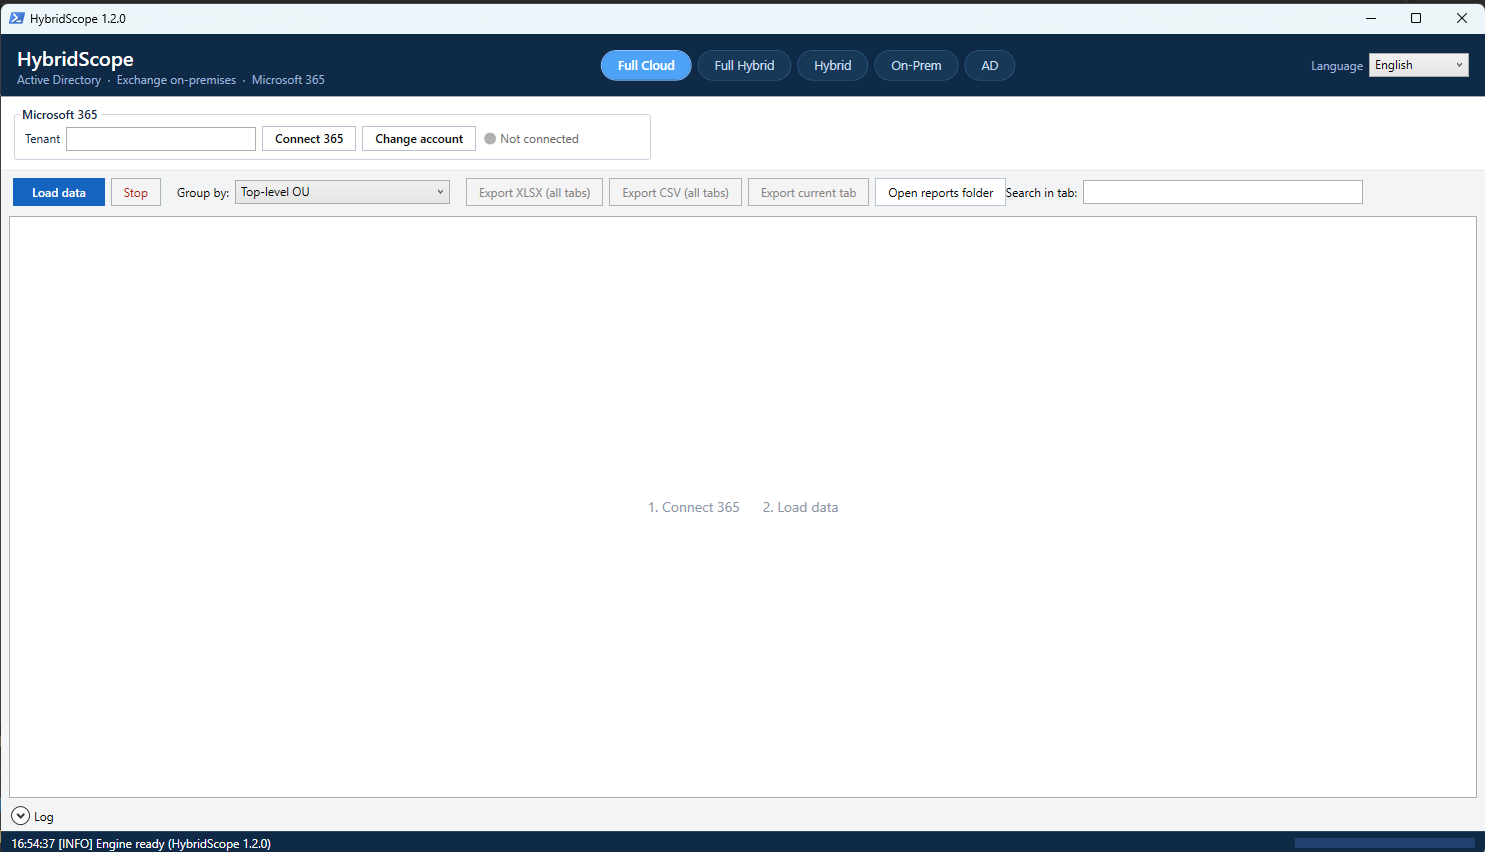 HybridScope 1.2.0
HybridScope
Active Directory · Exchange on-premises · Microsoft 365
Full Cloud Full Hybrid Hybrid On-Prem AD
Language English
Microsoft 365
Tenant Connect 365 Change account Not connected
Load data Stop Group by: Top-level OU Export XLSX (all tabs) Export CSV (all tabs) Export current tab Open reports folder Search in tab:
1. Connect 365 2. Load data
Log
16:54:37 [INFO] Engine ready (HybridScope 1.2.0)